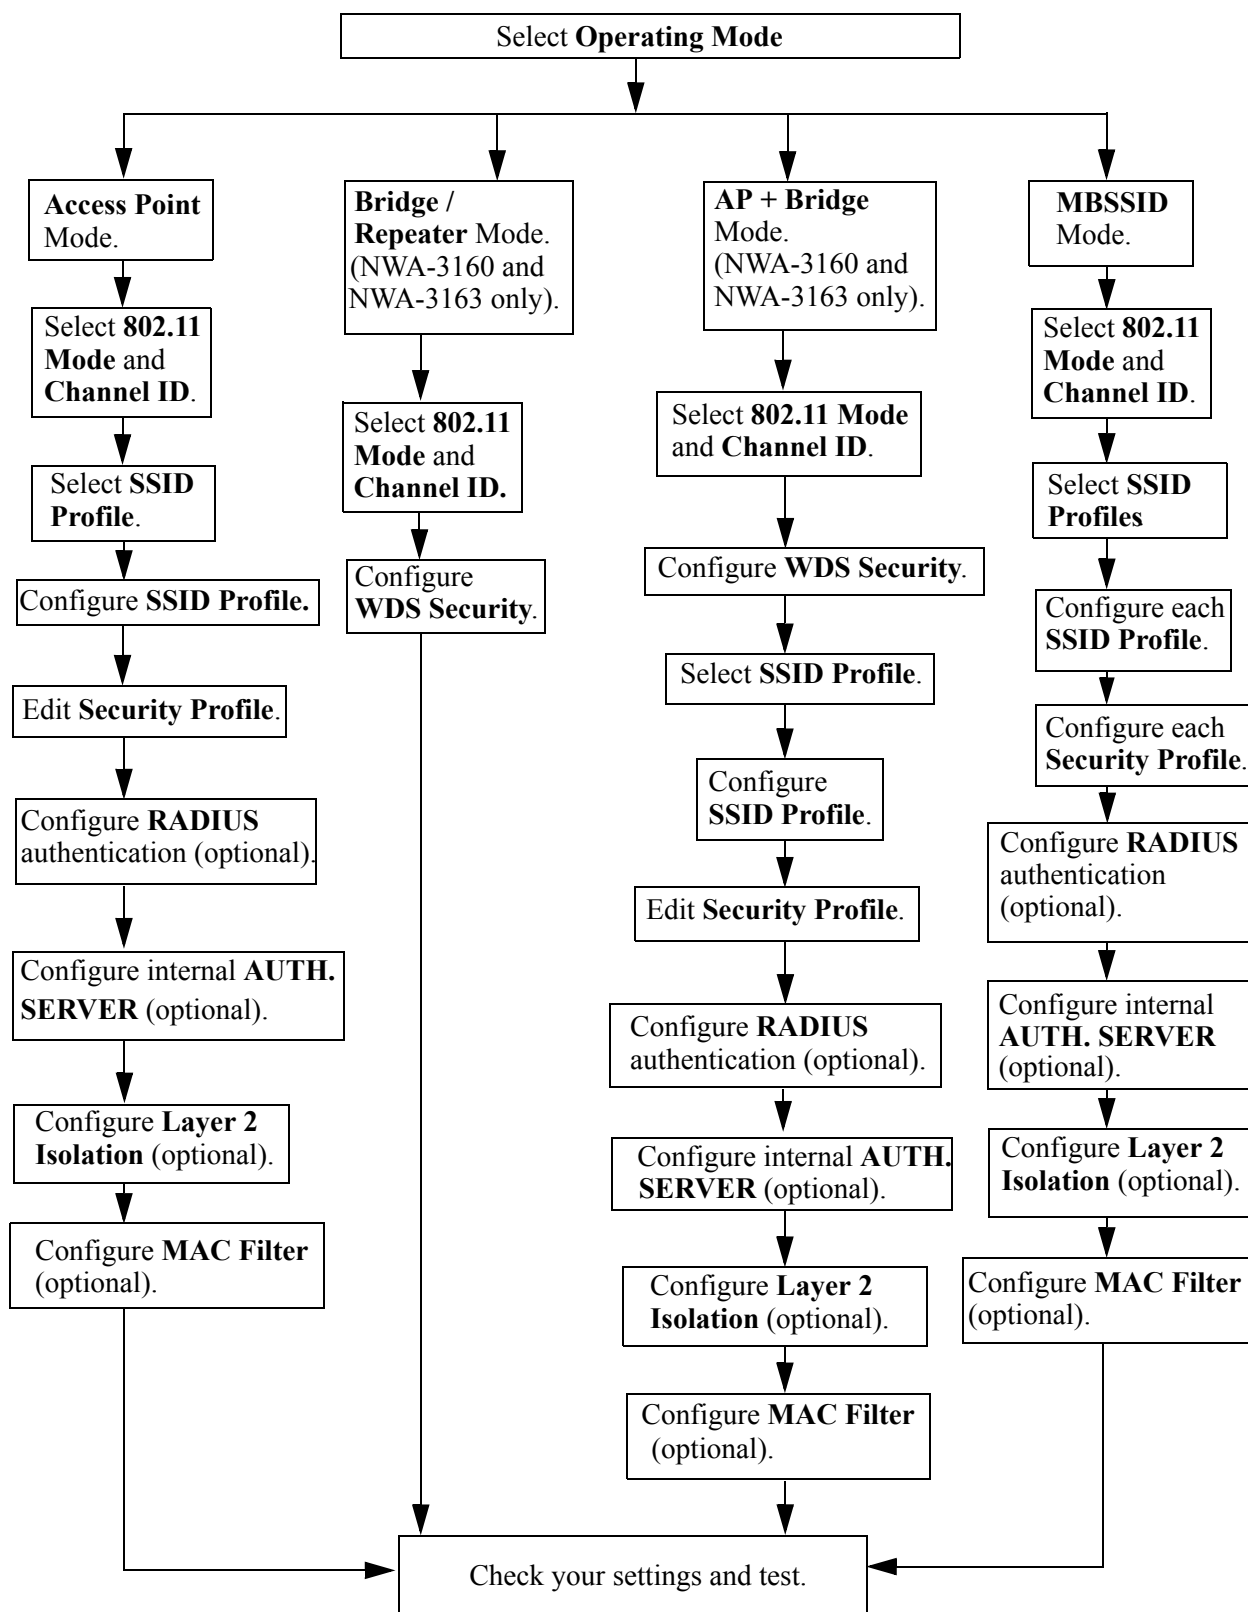 Select Operating Mode
Access Point
Mode.
Select 802.11
Mode and
Channel ID.
Select SSID
Profile.
Configure SSID Profile.
Edit Security Profile.
Configure RADIUS
authentication (optional).
Configure internal AUTH.
SERVER (optional).
Configure Layer 2
Isolation (optional).
Configure MAC Filter
(optional).
Bridge /
Repeater Mode.
(NWA-3160 and
NWA-3163 only).
Select 802.11
Mode and
Channel ID.
Configure
WDS Security.
AP + Bridge
Mode.
(NWA-3160 and
NWA-3163 only).
Select 802.11 Mode
and Channel ID.
Configure WDS Security.
Select SSID Profile.
Configure
SSID Profile.
Edit Security Profile.
Configure RADIUS
authentication (optional).
Configure internal AUTH.
SERVER (optional).
Configure Layer 2
Isolation (optional).
Configure MAC Filter
(optional).
MBSSID
Mode.
Select 802.11
Mode and
Channel ID.
Select SSID
Profiles
Configure each
SSID Profile.
Configure each
Security Profile.
Configure RADIUS
authentication
(optional).
Configure internal
AUTH. SERVER
(optional).
Configure Layer 2
Isolation (optional).
Configure MAC Filter
(optional).
Check your settings and test.